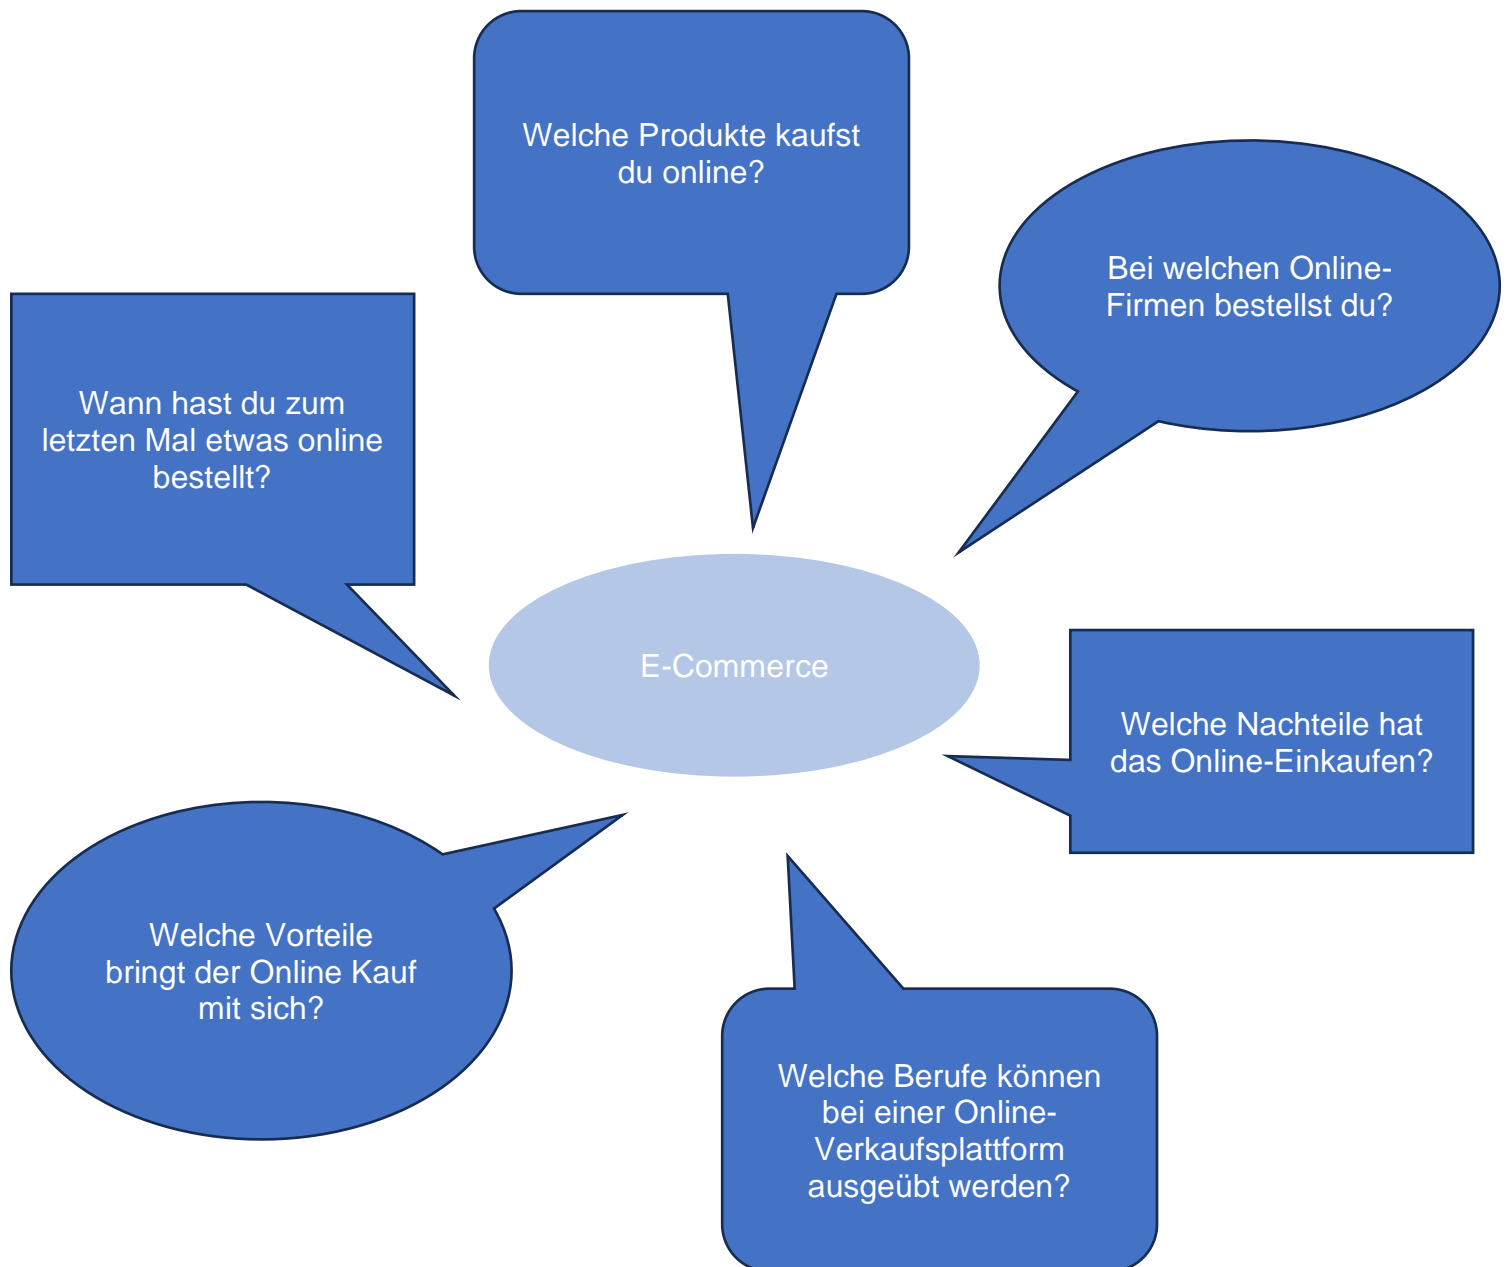 Welche Produkte kaufst
du online?
Bei welchen Online-
Firmen bestellst du?
Wann hast du zum
letzten Mal etwas online
bestellt?
E-Commerce
Welche Nachteile hat
das Online-Einkaufen?
Welche Vorteile
bringt der Online Kauf
mit sich?
Welche Berufe können
bei einer Online-
Verkaufsplattform
ausgeübt werden?